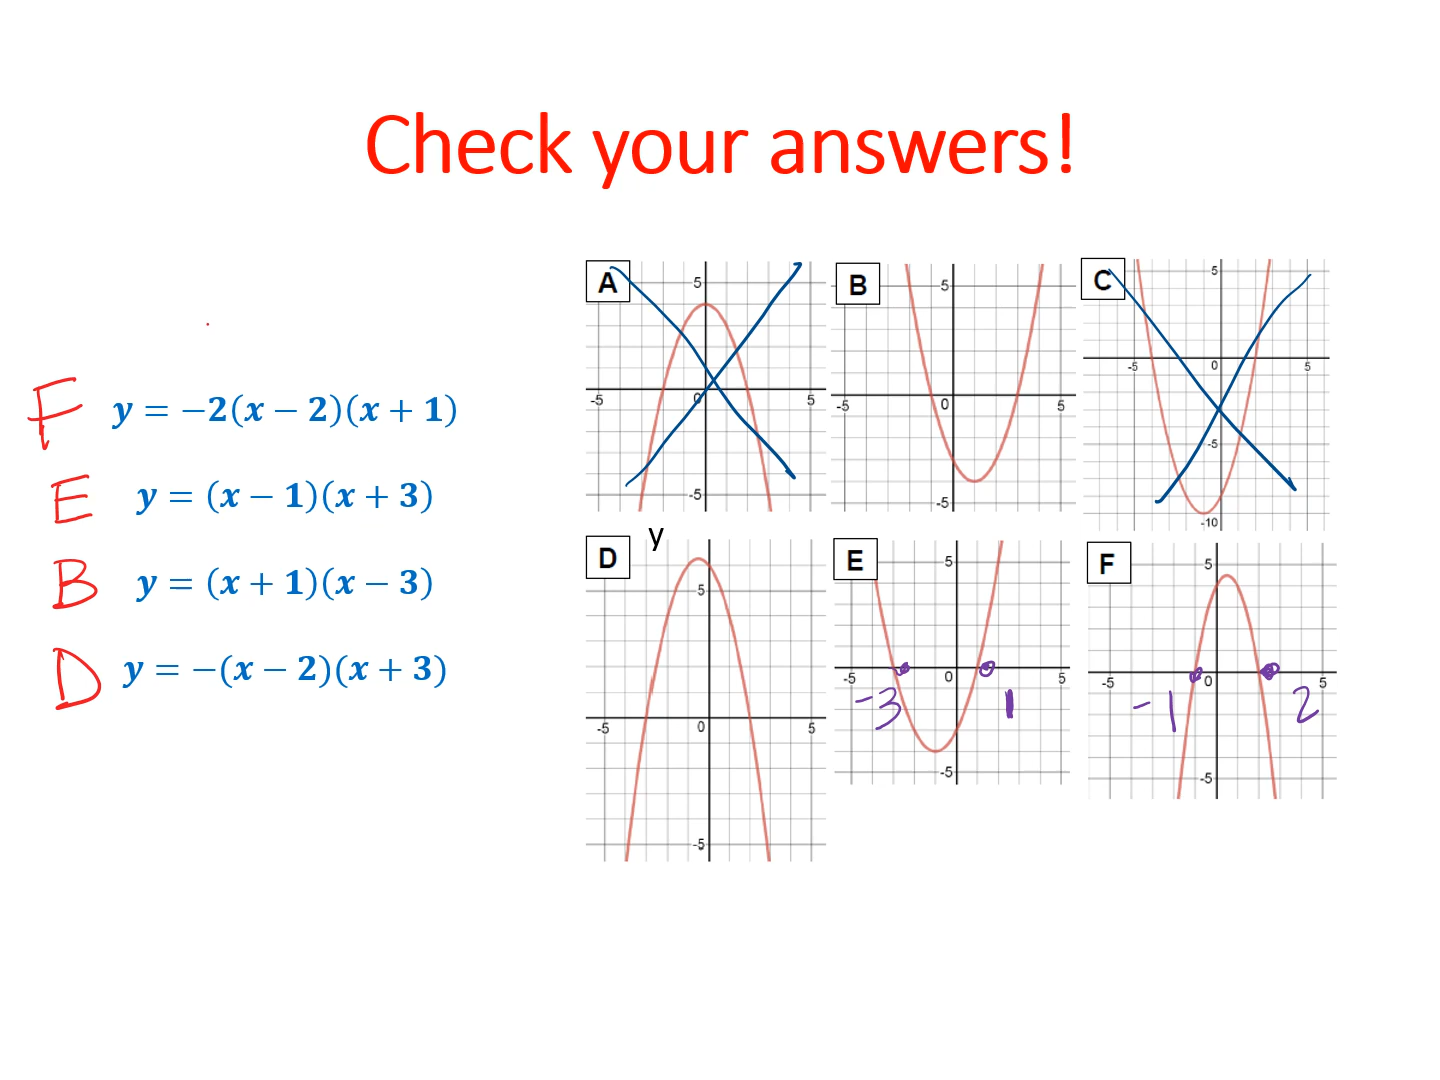 Check your answers!
F y = −2(x − 2)(x + 1)
E y = (x − 1)(x + 3)
B y = (x + 1)(x − 3)
D y = −(x − 2)(x + 3)
A
5
-5 0 5
-5
B
5
-5 0 5
-5
C
5
-5 0 5
-5
-10
D y
5
-5 0 5
-5
E
5
-5 0 5
-3 1
-5
F
5
-5 0 5
-1 2
-5